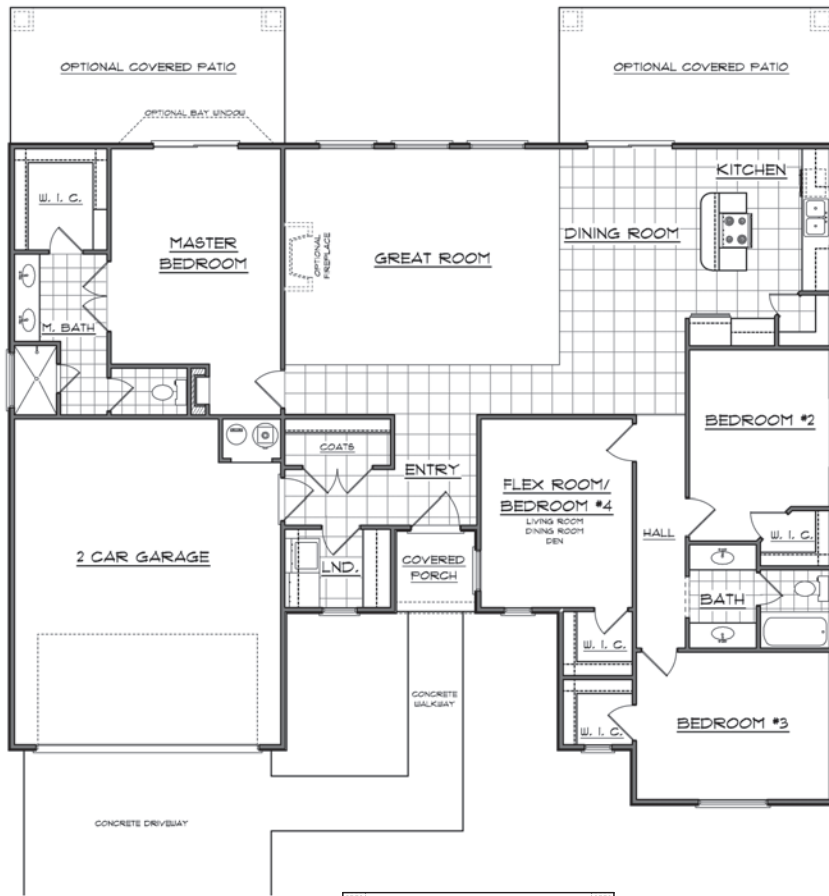 OPTIONAL COVERED PATIO
OPTIONAL COVERED PATIO
OPTIONAL BAY WINDOW
KITCHEN
W. I. C.
MASTER
BEDROOM
GREAT ROOM
DINING ROOM
OPTIONAL
FIREPLACE
M. BATH
BEDROOM #2
COATS
ENTRY
FLEX ROOM/
BEDROOM #4
LIVING ROOM
DINING ROOM
DEN
HALL
W. I. C.
2 CAR GARAGE
LND.
COVERED
PORCH
BATH
W. I. C.
CONCRETE
WALKWAY
W. I. C.
BEDROOM #3
CONCRETE DRIVEWAY